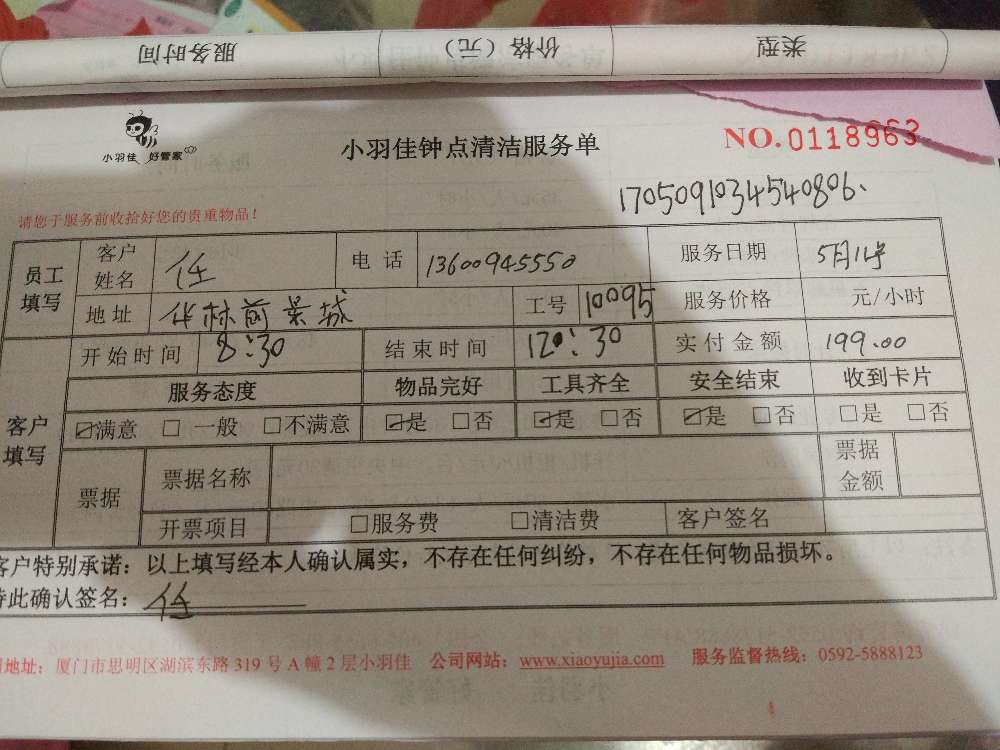 服务时间 价格（元） 类型
小羽佳 好管家
小羽佳钟点清洁服务单
NO.0118963
1705091034540806.
请您于服务前收拾好您的贵重物品！
员工填写 客户姓名 任 电话 13600945550 服务日期 5月11号
地址 华林前景城 工号 10095 服务价格 元/小时
客户填写 开始时间 8:30 结束时间 12:30 实付金额 199.00
服务态度 物品完好 工具齐全 安全结束 收到卡片
☑满意 □一般 □不满意 ☑是 □否 ☑是 □否 ☑是 □否 □是 □否
票据 票据名称 票据金额
开票项目 □服务费 □清洁费 客户签名
客户特别承诺：以上填写经本人确认属实，不存在任何纠纷，不存在任何物品损坏。
特此确认签名：任
地址：厦门市思明区湖滨东路 319 号 A 幢 2 层小羽佳 公司网站：www.xiaoyujia.com 服务监督热线：0592-5888123